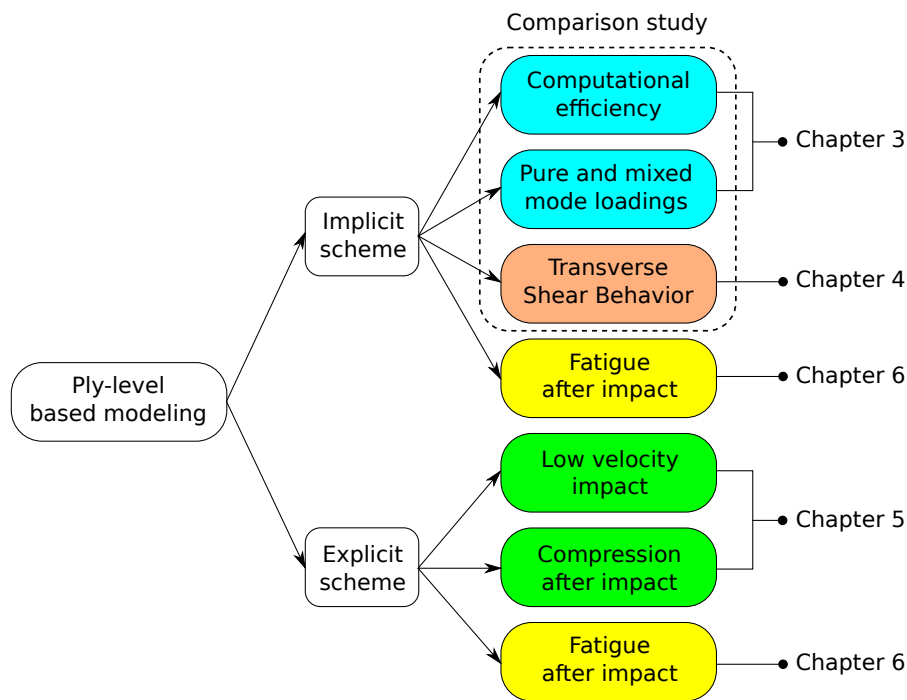 Comparison study
Computational
efficiency
Pure and mixed
mode loadings
Chapter 3
Transverse
Shear Behavior
Chapter 4
Implicit
scheme
Fatigue
after impact
Chapter 6
Ply-level
based modeling
Low velocity
impact
Chapter 5
Explicit
scheme
Compression
after impact
Fatigue
after impact
Chapter 6